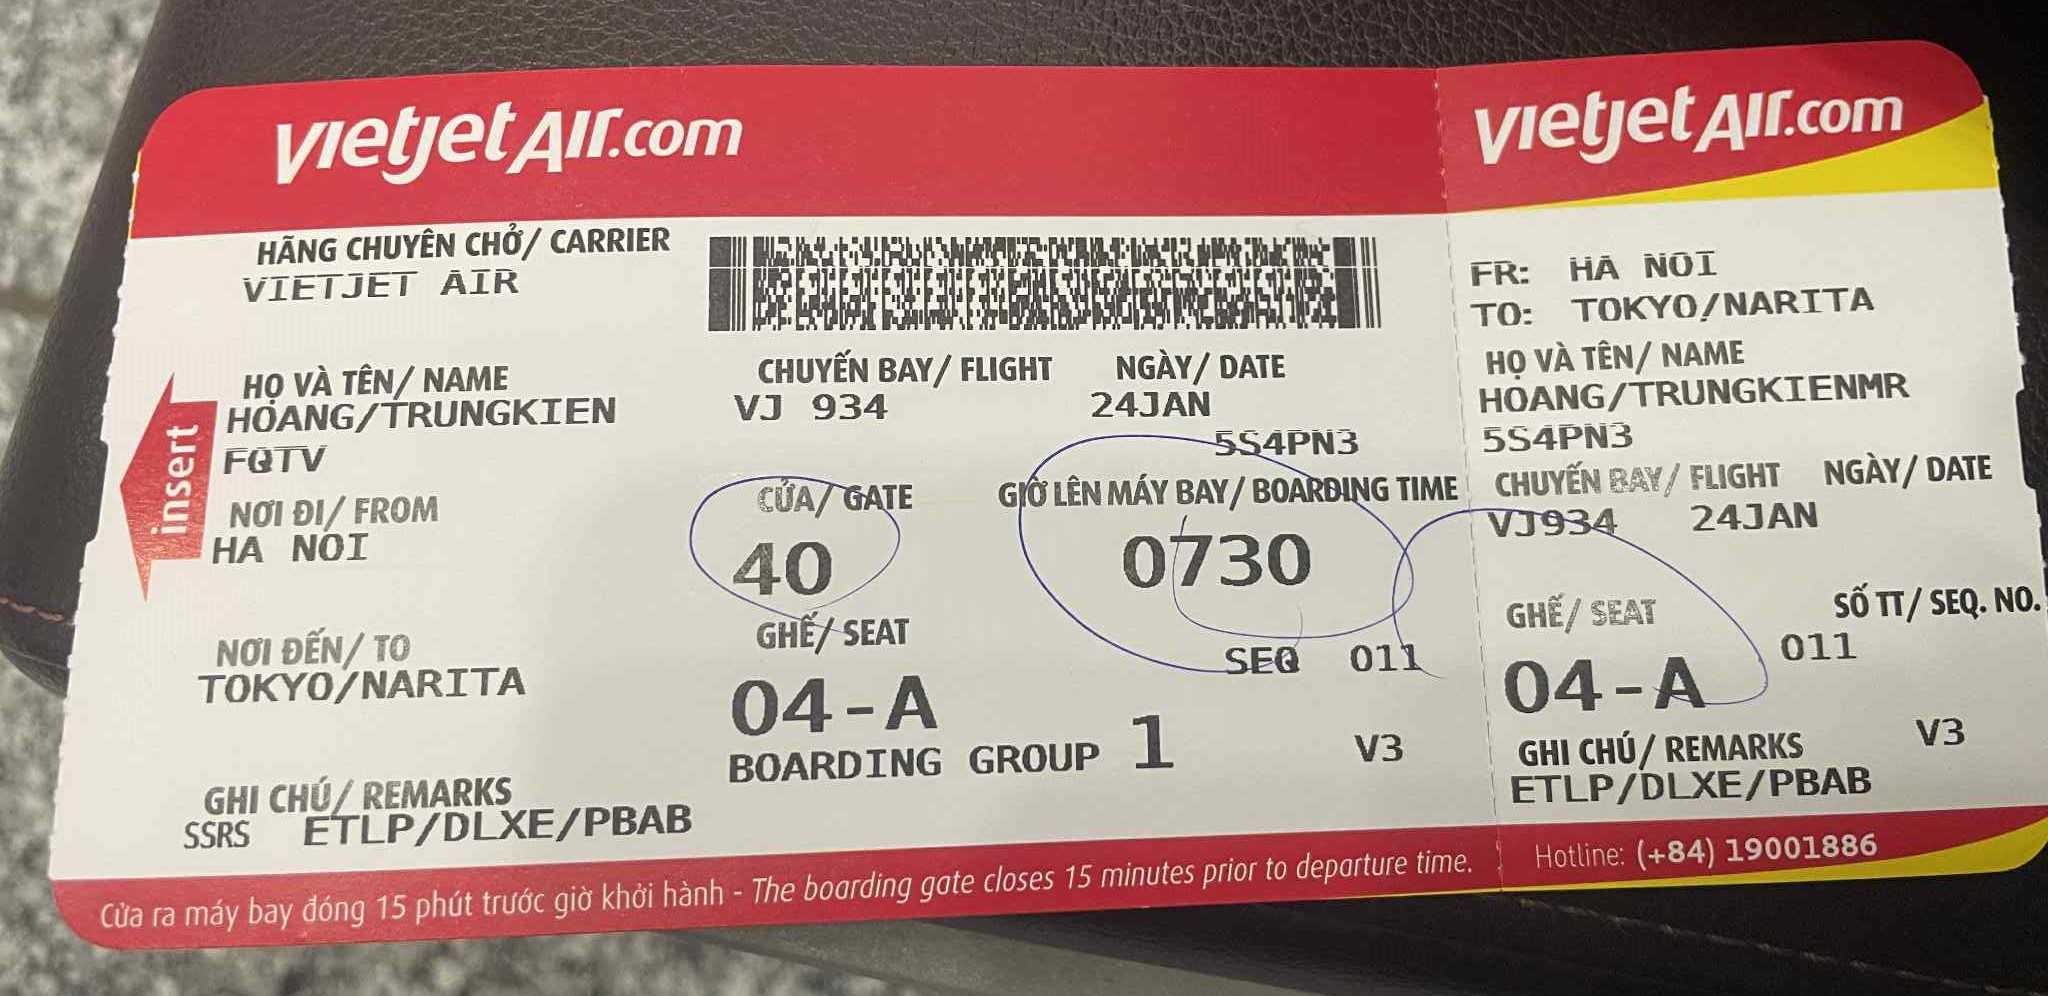 vietjetAir.com
HÃNG CHUYÊN CHỞ/ CARRIER
VIETJET AIR
HỌ VÀ TÊN/ NAME
HOANG/TRUNGKIEN
FQTV
insert
NƠI ĐI/ FROM
HA NOI
NƠI ĐẾN/ TO
TOKYO/NARITA
GHI CHÚ/ REMARKS
SSRS ETLP/DLXE/PBAB
CHUYẾN BAY/ FLIGHT NGÀY/ DATE
VJ 934 24JAN
5S4PN3
CỬA/ GATE GIỜ LÊN MÁY BAY/ BOARDING TIME
40 0730
GHẾ/ SEAT
SEQ 011
04-A
BOARDING GROUP 1 V3
Cửa ra máy bay đóng 15 phút trước giờ khởi hành - The boarding gate closes 15 minutes prior to departure time.
vietjetAir.com
FR: HA NOI
TO: TOKYO/NARITA
HỌ VÀ TÊN/ NAME
HOANG/TRUNGKIENMR
5S4PN3
CHUYẾN BAY/ FLIGHT NGÀY/ DATE
VJ934 24JAN
GHẾ/ SEAT SỐ TT/ SEQ. NO.
04-A 011
GHI CHÚ/ REMARKS V3
ETLP/DLXE/PBAB
Hotline: (+84) 19001886